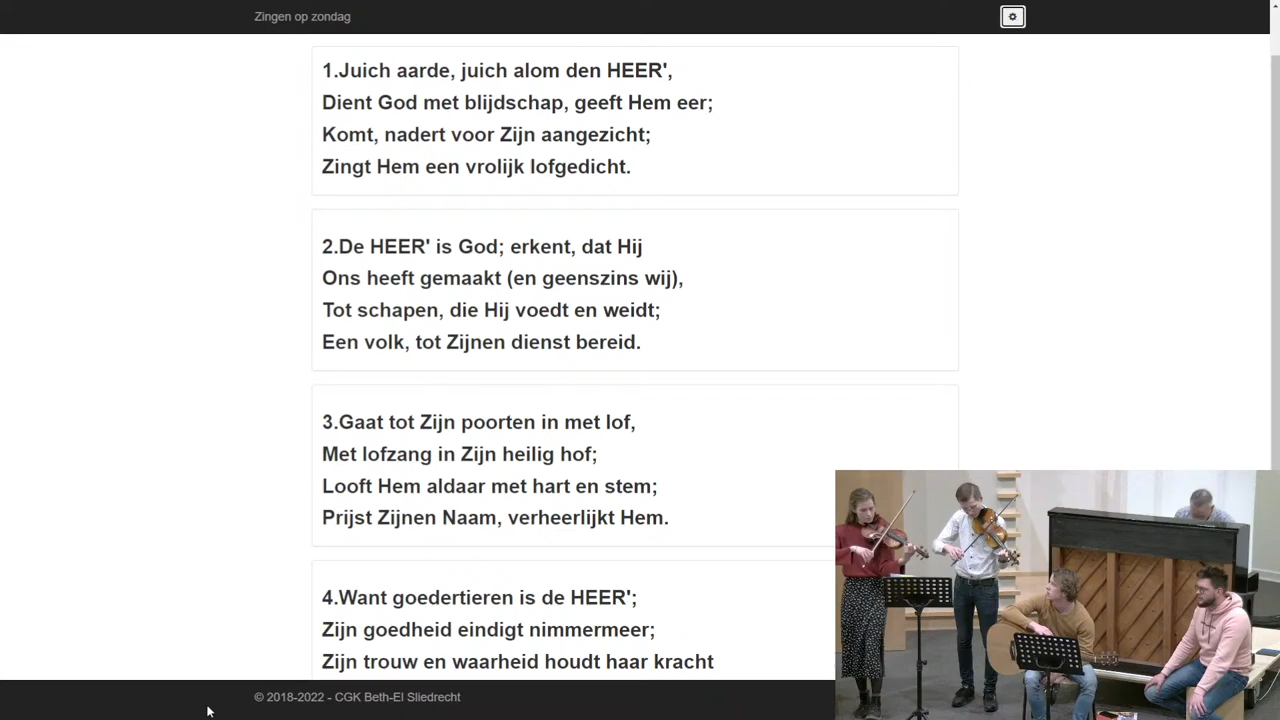 Zingen op zondag
1.Juich aarde, juich alom den HEER',
Dient God met blijdschap, geeft Hem eer;
Komt, nadert voor Zijn aangezicht;
Zingt Hem een vrolijk lofgedicht.
2.De HEER' is God; erkent, dat Hij
Ons heeft gemaakt (en geenszins wij),
Tot schapen, die Hij voedt en weidt;
Een volk, tot Zijnen dienst bereid.
3.Gaat tot Zijn poorten in met lof,
Met lofzang in Zijn heilig hof;
Looft Hem aldaar met hart en stem;
Prijst Zijnen Naam, verheerlijkt Hem.
4.Want goedertieren is de HEER';
Zijn goedheid eindigt nimmermeer;
Zijn trouw en waarheid houdt haar kracht
© 2018-2022 - CGK Beth-El Sliedrecht